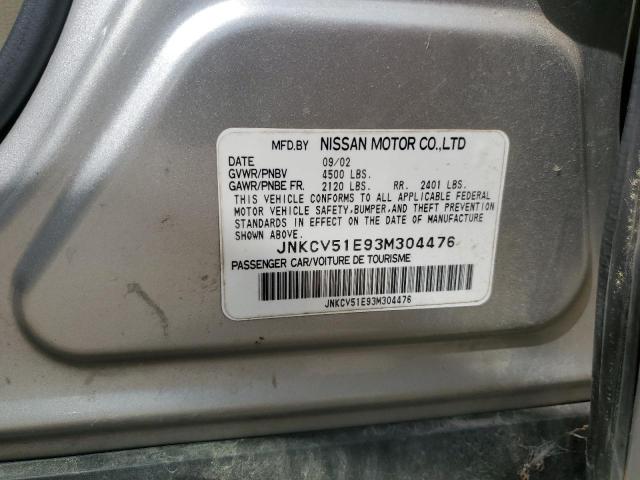 MFD.BY NISSAN MOTOR CO.,LTD
DATE 09/02
GVWR/PNBV 4500 LBS.
GAWR/PNBE FR. 2120 LBS. RR. 2401 LBS.
THIS VEHICLE CONFORMS TO ALL APPLICABLE FEDERAL
MOTOR VEHICLE SAFETY, BUMPER, AND THEFT PREVENTION
STANDARDS IN EFFECT ON THE DATE OF MANUFACTURE
SHOWN ABOVE.
JNKCV51E93M304476
PASSENGER CAR/VOITURE DE TOURISME
JNKCV51E93M304476